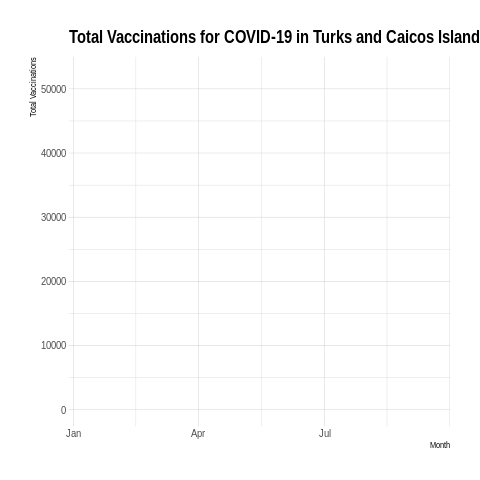 Total Vaccinations for COVID-19 in Turks and Caicos Island
Total Vaccinations
50000
40000
30000
20000
10000
0
Jan Apr Jul
Month